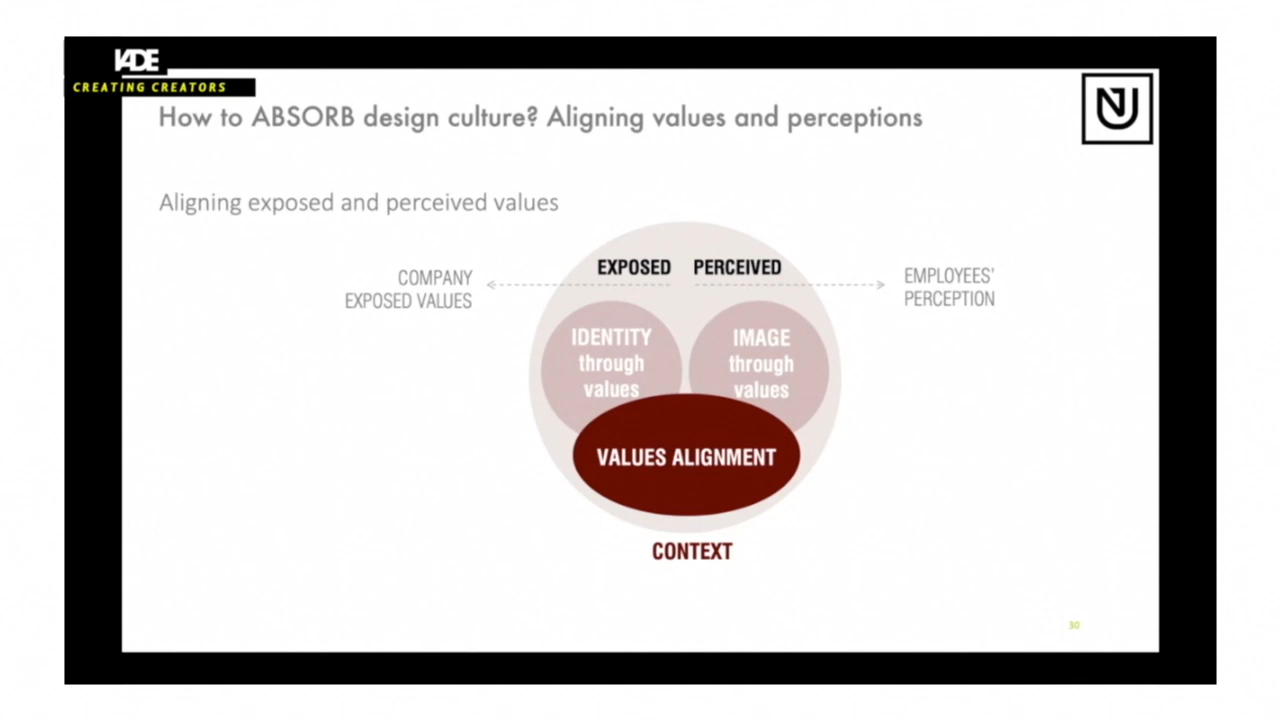 IADE
CREATING CREATORS
How to ABSORB design culture? Aligning values and perceptions
Aligning exposed and perceived values
EXPOSED PERCEIVED
COMPANY
EXPOSED VALUES
EMPLOYEES'
PERCEPTION
IDENTITY
through
values
IMAGE
through
values
VALUES ALIGNMENT
CONTEXT
30